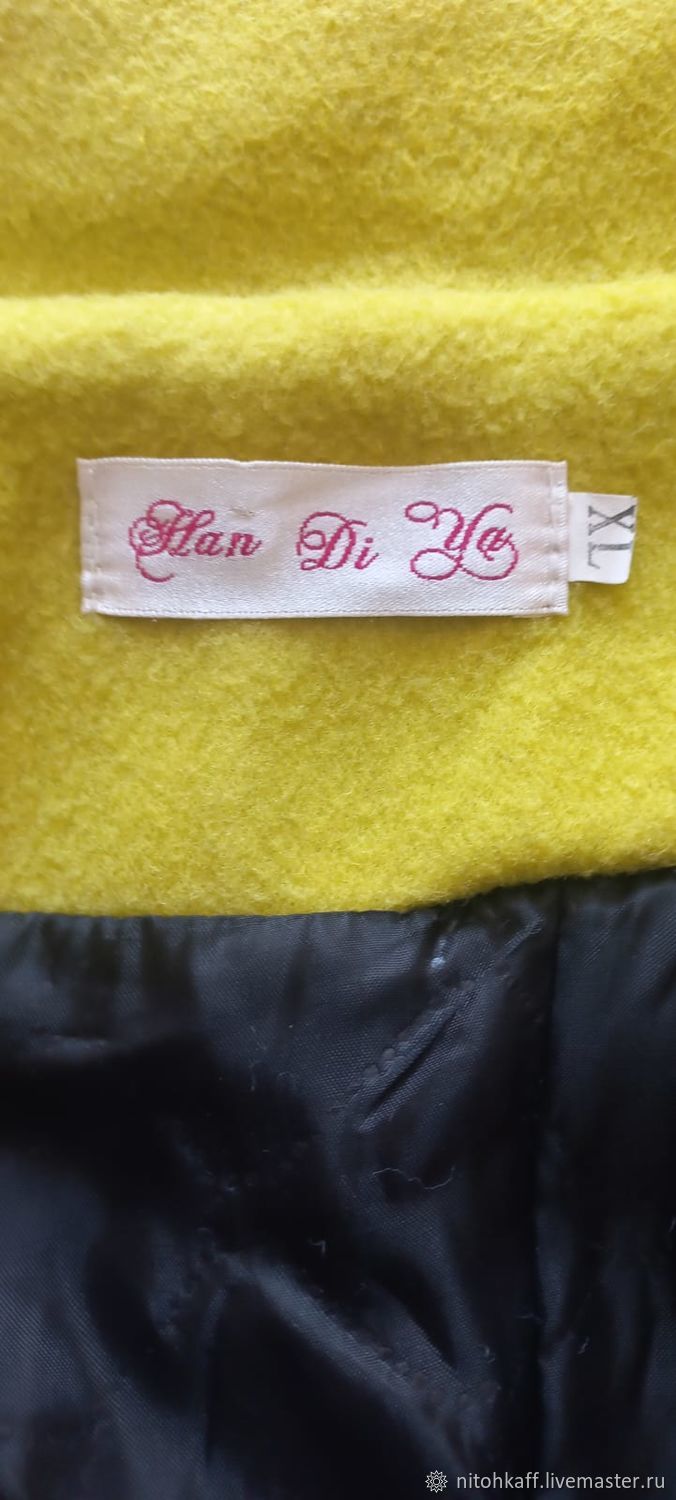 Han Di Ya
XL
nitohkaff.livemaster.ru